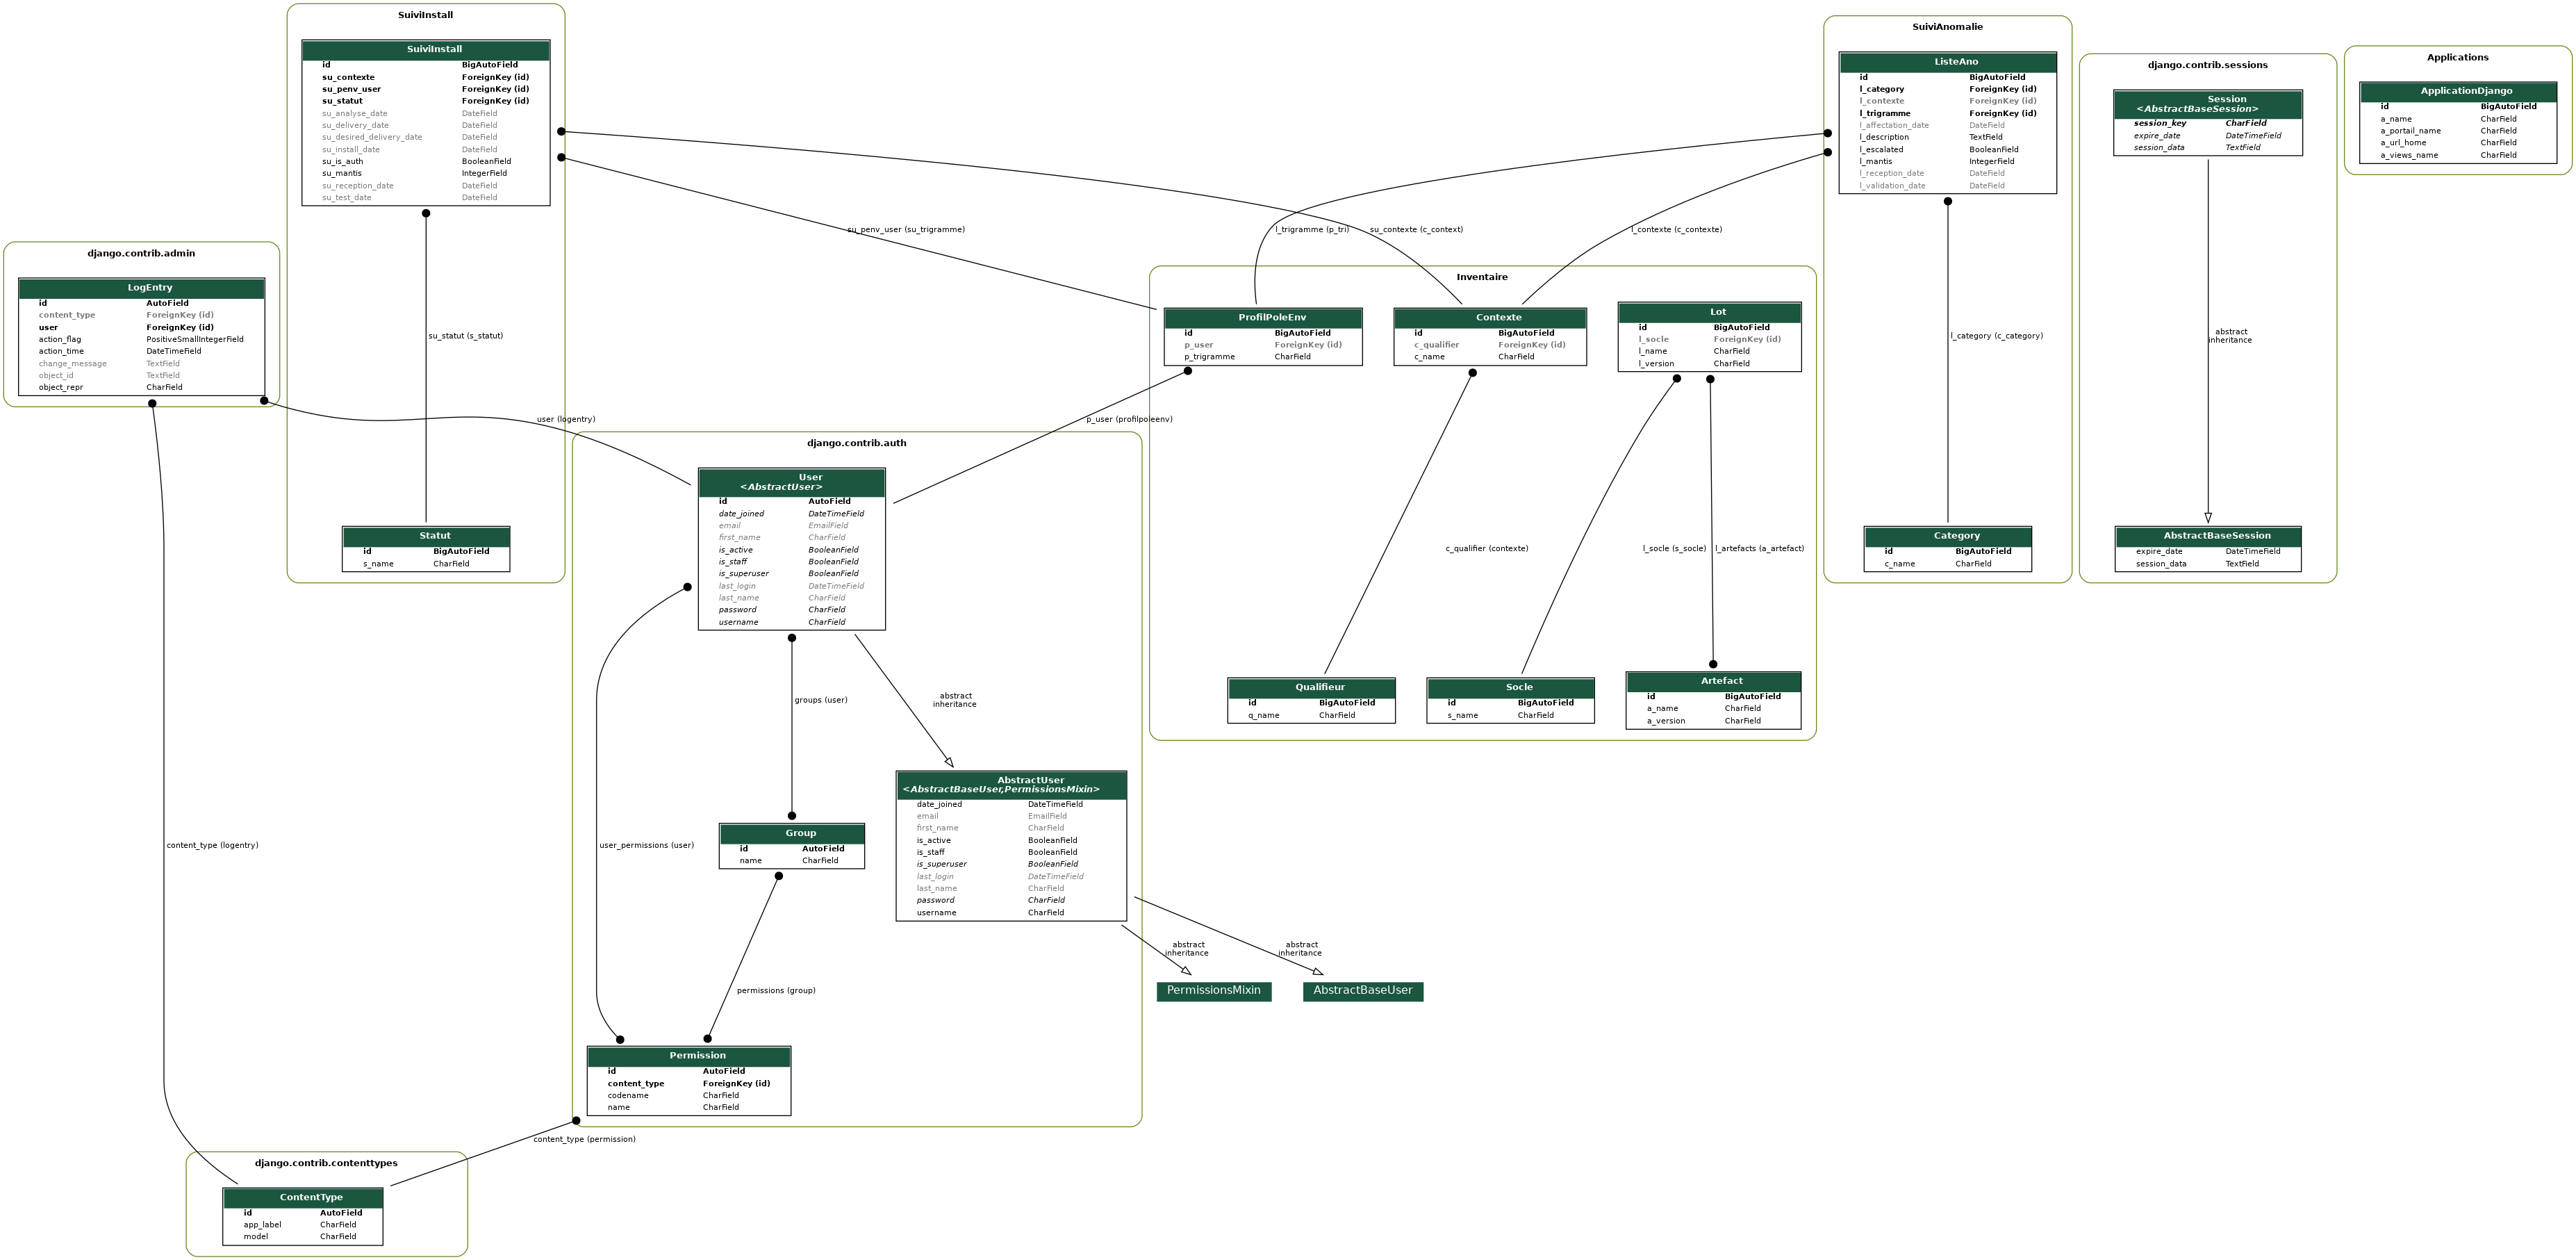 SuiviInstall
SuiviInstall
id BigAutoField
su_contexte ForeignKey (id)
su_penv_user ForeignKey (id)
su_statut ForeignKey (id)
su_analyse_date DateField
su_delivery_date DateField
su_desired_delivery_date DateField
su_install_date DateField
su_is_auth BooleanField
su_mantis IntegerField
su_reception_date DateField
su_test_date DateField
su_statut (s_statut)
Statut
id BigAutoField
s_name CharField
SuiviAnomalie
ListeAno
id BigAutoField
l_category ForeignKey (id)
l_contexte ForeignKey (id)
l_trigramme ForeignKey (id)
l_affectation_date DateField
l_description TextField
l_escalated BooleanField
l_mantis IntegerField
l_reception_date DateField
l_validation_date DateField
l_category (c_category)
Category
id BigAutoField
c_name CharField
django.contrib.sessions
Session
<AbstractBaseSession>
session_key CharField
expire_date DateTimeField
session_data TextField
abstract
inheritance
AbstractBaseSession
expire_date DateTimeField
session_data TextField
Applications
ApplicationDjango
id BigAutoField
a_name CharField
a_portail_name CharField
a_url_home CharField
a_views_name CharField
su_penv_user (su_trigramme)
l_trigramme (p_tri)
su_contexte (c_context)
l_contexte (c_contexte)
django.contrib.admin
LogEntry
id AutoField
content_type ForeignKey (id)
user ForeignKey (id)
action_flag PositiveSmallIntegerField
action_time DateTimeField
change_message TextField
object_id TextField
object_repr CharField
user (logentry)
p_user (profilpoleenv)
Inventaire
ProfilPoleEnv
id BigAutoField
p_user ForeignKey (id)
p_trigramme CharField
Contexte
id BigAutoField
c_qualifier ForeignKey (id)
c_name CharField
Lot
id BigAutoField
l_socle ForeignKey (id)
l_name CharField
l_version CharField
c_qualifier (contexte)
l_socle (s_socle)
l_artefacts (a_artefact)
Qualifieur
id BigAutoField
q_name CharField
Socle
id BigAutoField
s_name CharField
Artefact
id BigAutoField
a_name CharField
a_version CharField
django.contrib.auth
User
<AbstractUser>
id AutoField
date_joined DateTimeField
email EmailField
first_name CharField
is_active BooleanField
is_staff BooleanField
is_superuser BooleanField
last_login DateTimeField
last_name CharField
password CharField
username CharField
groups (user)
abstract
inheritance
user_permissions (user)
Group
id AutoField
name CharField
AbstractUser
<AbstractBaseUser,PermissionsMixin>
date_joined DateTimeField
email EmailField
first_name CharField
is_active BooleanField
is_staff BooleanField
is_superuser BooleanField
last_login DateTimeField
last_name CharField
password CharField
username CharField
abstract
inheritance
abstract
inheritance
PermissionsMixin
AbstractBaseUser
permissions (group)
Permission
id AutoField
content_type ForeignKey (id)
codename CharField
name CharField
content_type (logentry)
content_type (permission)
django.contrib.contenttypes
ContentType
id AutoField
app_label CharField
model CharField